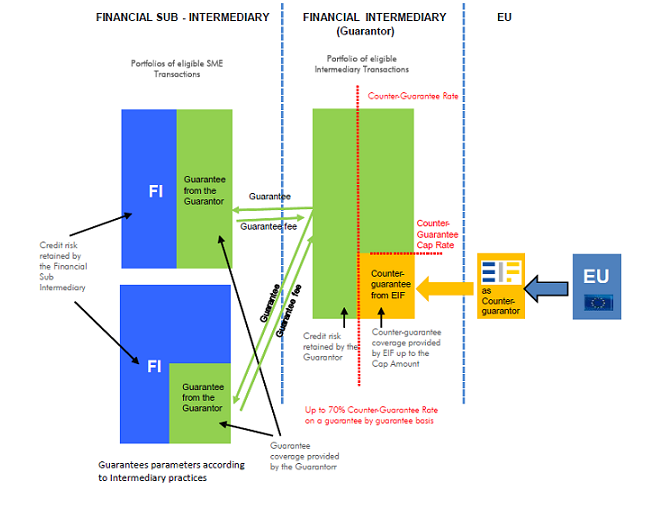 FINANCIAL SUB - INTERMEDIARY
FINANCIAL INTERMEDIARY
(Guarantor)
EU
Portfolios of eligible SME
Transactions
Portfolio of eligible
Intermediary Transactions
Counter-Guarantee Rate
FI
Guarantee
from the
Guarantor
Guarantee
Guarantee fee
Counter-
Guarantee
Cap Rate
Credit risk
retained by
the Financial
Sub
Intermediary
Counter-
guarantee
from EIF
EIF
as
Counter-
guarantor
EU
Guarantee
Guarantee fee
FI
Guarantee
from the
Guarantor
Credit risk
retained by the
Guarantor
Counter-guarantee
coverage provided
by EIF up to the
Cap Amount
Up to 70% Counter-Guarantee Rate
on a guarantee by guarantee basis
Guarantee
coverage provided
by the Guarantorr
Guarantees parameters according
to Intermediary practices